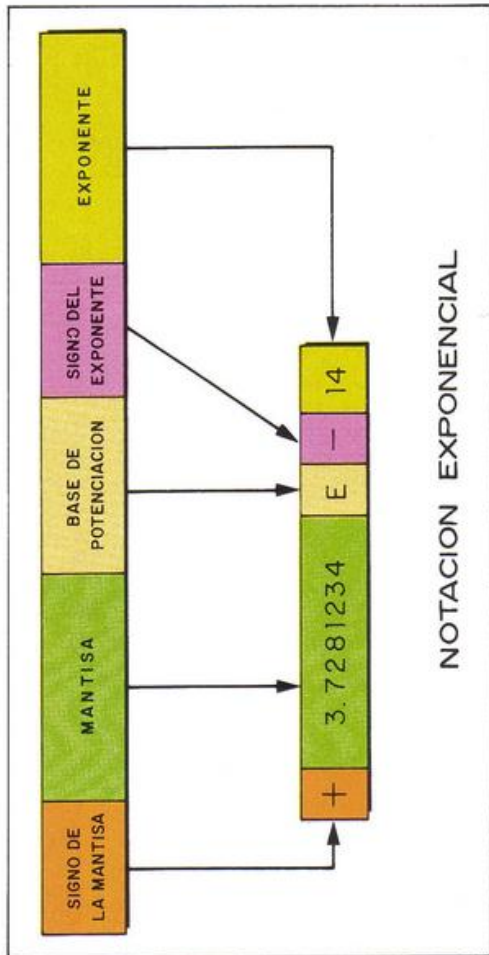 SIGNO DE
LA MANTISA
MANTISA
BASE DE
POTENCIACION
SIGNO DEL
EXPONENTE
EXPONENTE
+ 3.7281234 E - 14
NOTACION EXPONENCIAL